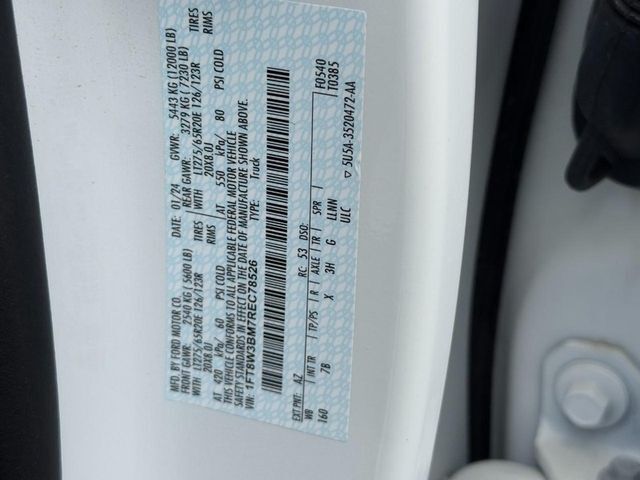 MFD. BY FORD MOTOR CO.
DATE: 01/24 GVWR: 5443 KG (12000 LB)
FRONT GAWR: 2540 KG (5600 LB) REAR GAWR: 3279 KG (7230 LB)
WITH LT275/65R20E 126/123R TIRES WITH LT275/65R20E 126/123R TIRES
20X8.0J RIMS 20X8.0J RIMS
AT 420 kPa/ 60 PSI COLD AT 550 kPa/ 80 PSI COLD
THIS VEHICLE CONFORMS TO ALL APPLICABLE FEDERAL MOTOR VEHICLE
SAFETY STANDARDS IN EFFECT ON THE DATE OF MANUFACTURE SHOWN ABOVE.
VIN: 1FT8W3BM7REC78526 TYPE: Truck
F0540
EXT PNT: AZ RC: 53 DSO: T0385
WB INT TR TP/PS R AXLE TR SPR
160 7B X 3H G LLNN
ULC ▽ 5U5A-3520472-AA